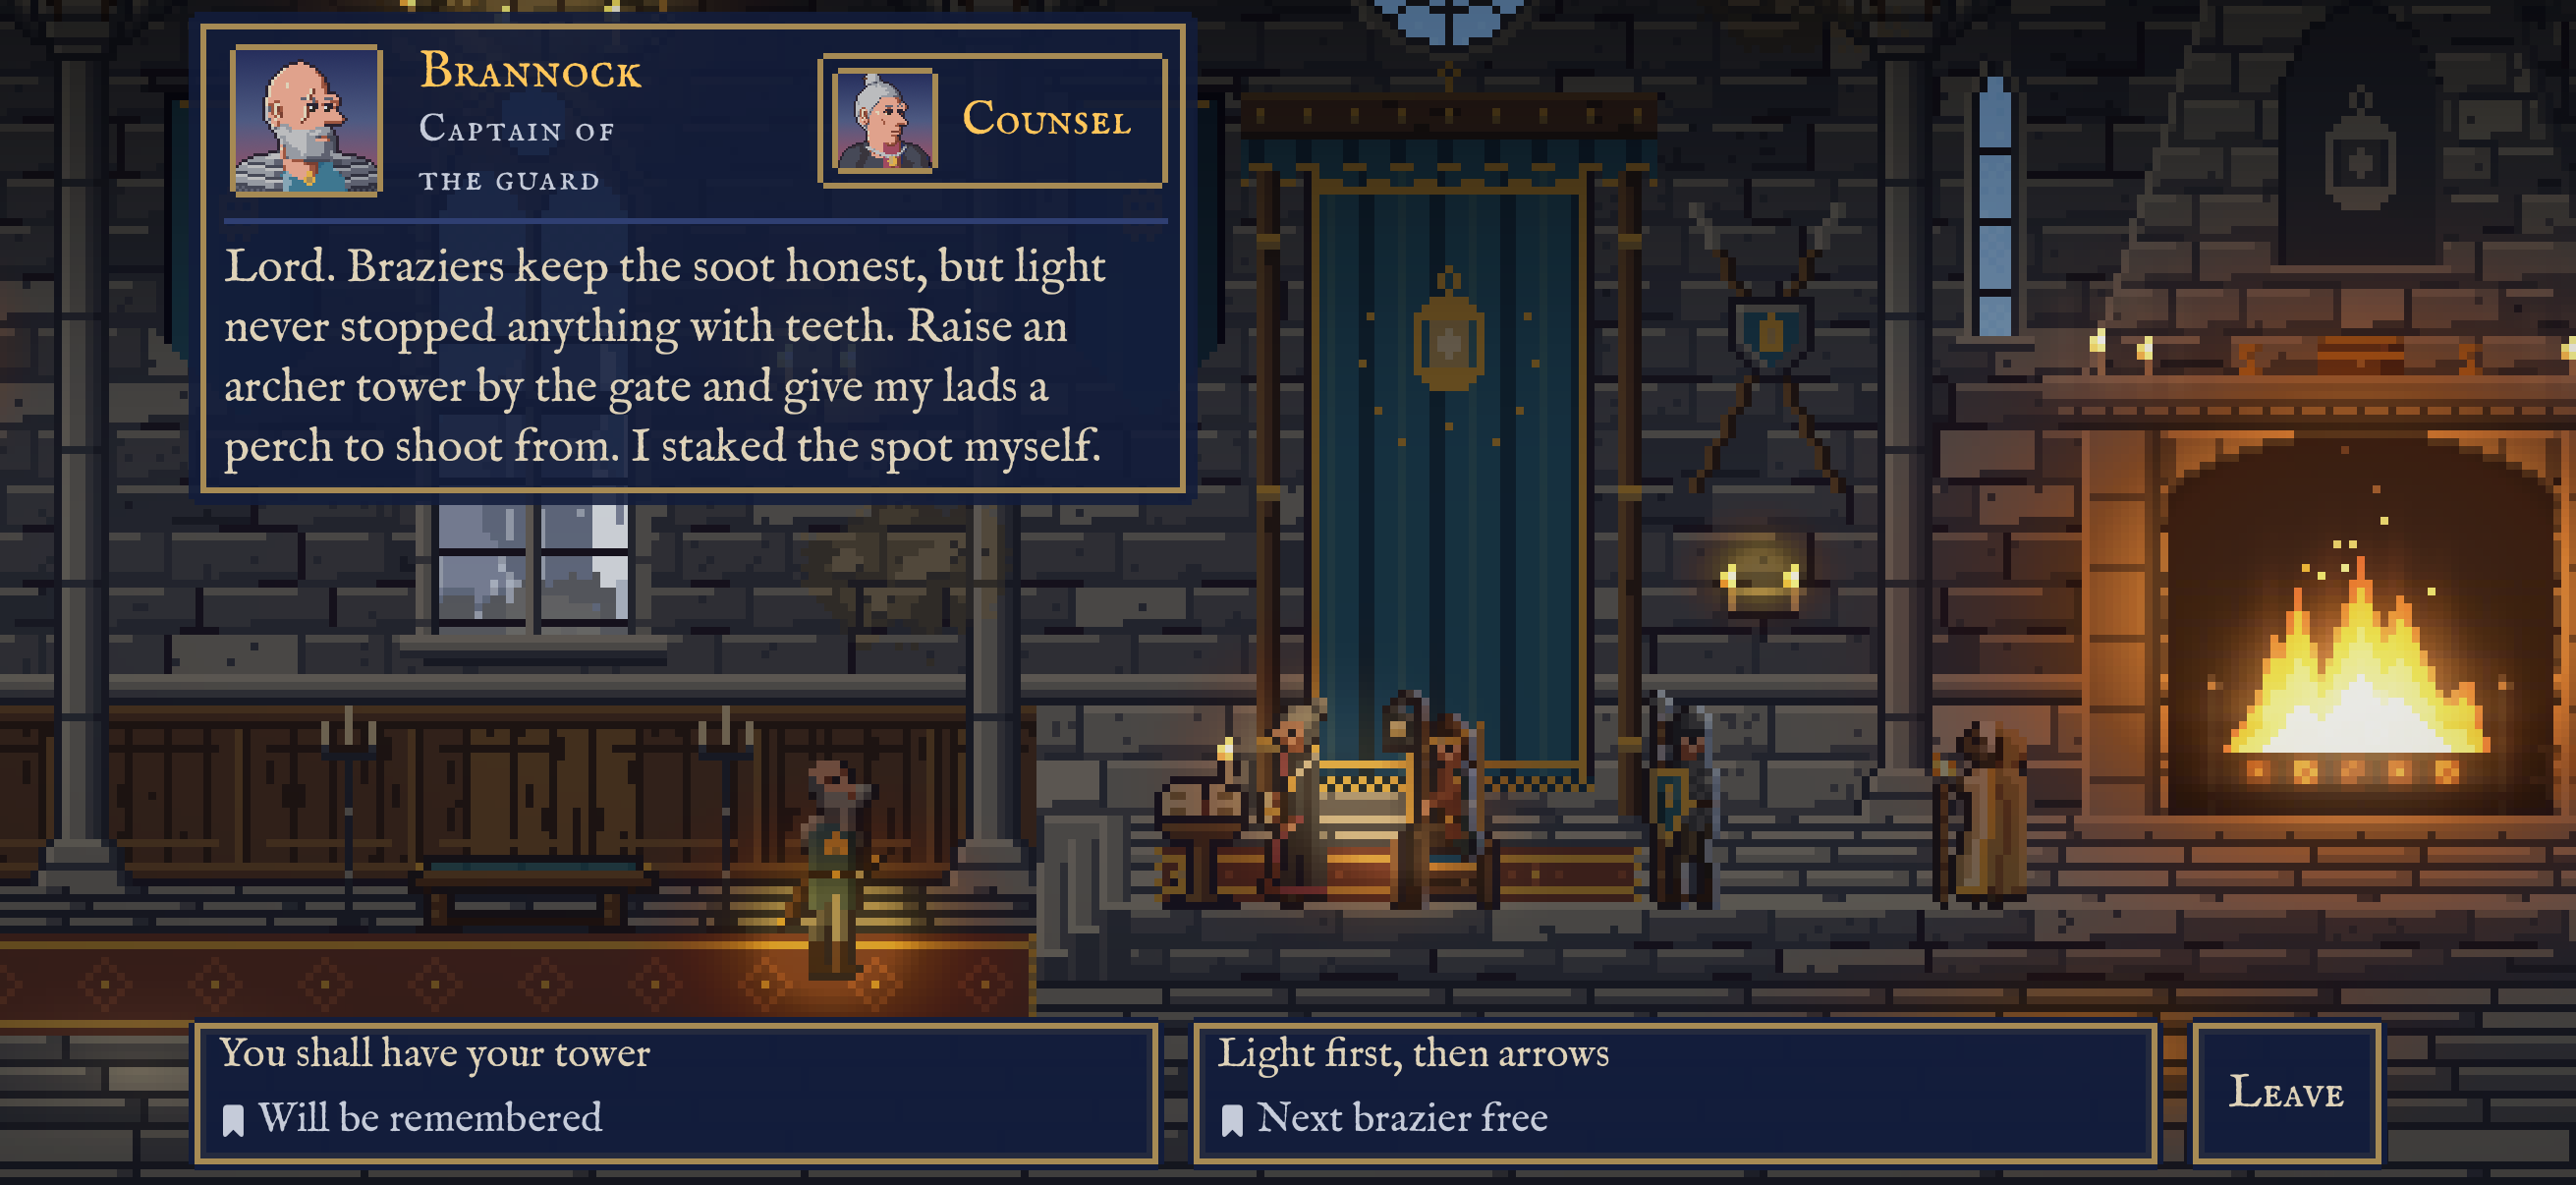 Brannock
Captain of
the guard
Counsel
Lord. Braziers keep the soot honest, but light
never stopped anything with teeth. Raise an
archer tower by the gate and give my lads a
perch to shoot from. I staked the spot myself.
You shall have your tower
Will be remembered
Light first, then arrows
Next brazier free
Leave